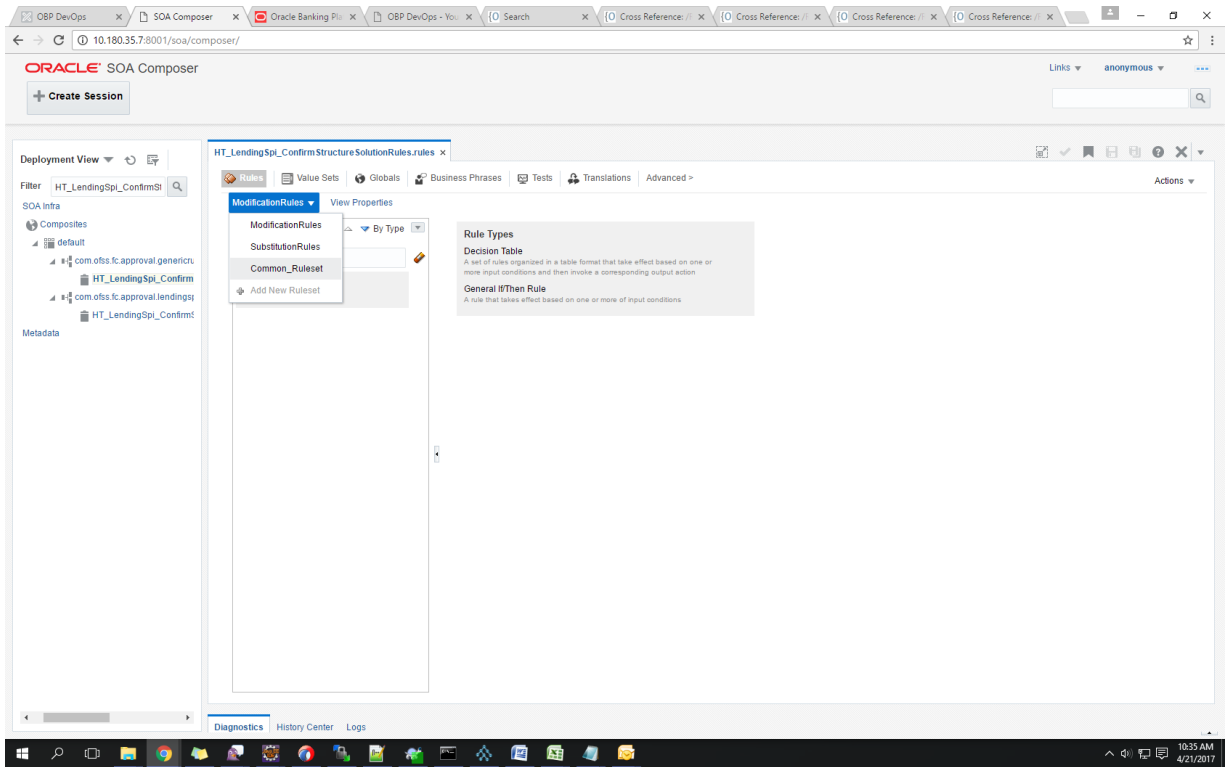 OBP DevOps
SOA Composer
Oracle Banking Pla
OBP DevOps - You
{O Search
{O Cross Reference: /F
{O Cross Reference: /F
{O Cross Reference: /F
{O Cross Reference: /F
10.180.35.7:8001/soa/composer/
ORACLE SOA Composer
Links
anonymous
Create Session
Deployment View
Filter HT_LendingSpi_ConfirmSt
SOA Infra
Composites
default
com.ofss.fc.approval.genericru
HT_LendingSpi_Confirm
com.ofss.fc.approval.lendingsp
HT_LendingSpi_ConfirmS
Metadata
HT_LendingSpi_ConfirmStructureSolutionRules.rules
Rules
Value Sets
Globals
Business Phrases
Tests
Translations
Advanced >
Actions
ModificationRules
View Properties
ModificationRules
SubstitutionRules
Common_Ruleset
Add New Ruleset
By Type
Rule Types
Decision Table
A set of rules organized in a table format that take effect based on one or
more input conditions and then invoke a corresponding output action
General If/Then Rule
A rule that takes effect based on one or more of input conditions
Diagnostics
History Center
Logs
10:35 AM
4/21/2017